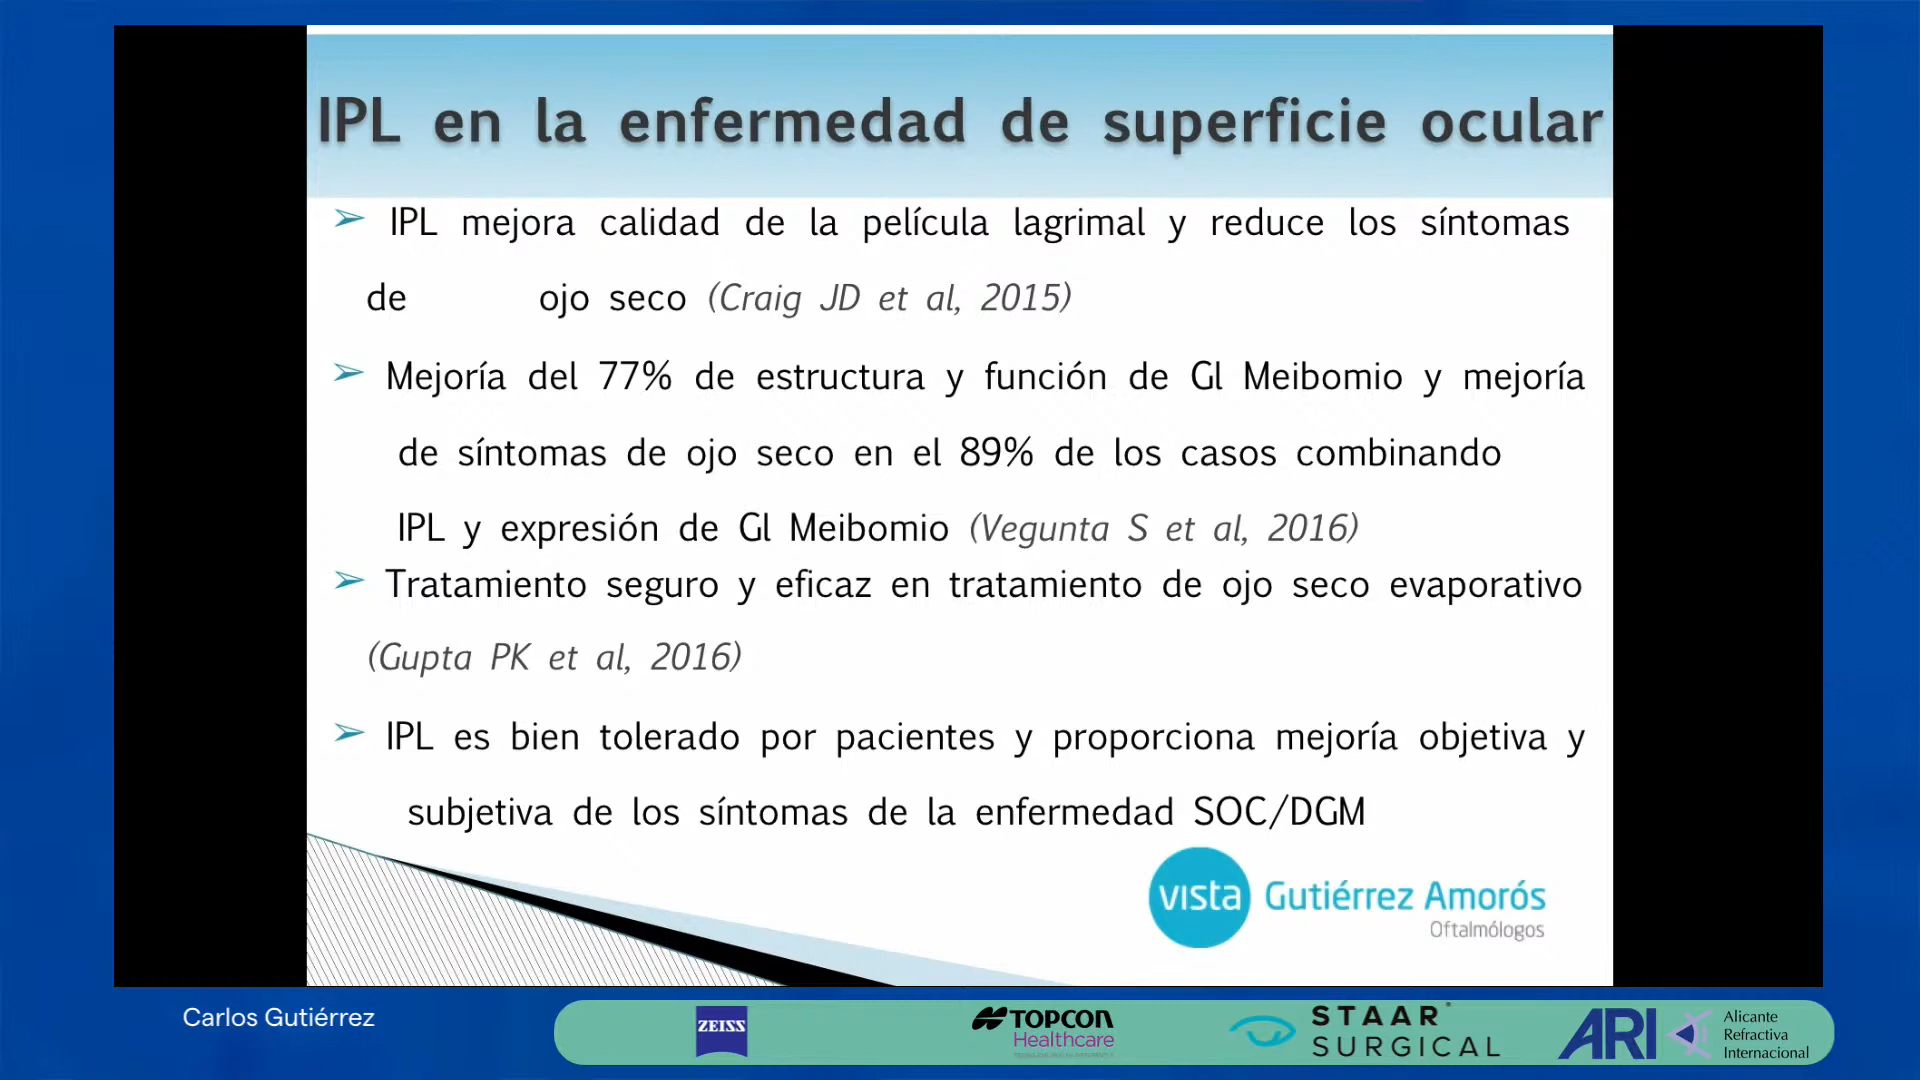 IPL en la enfermedad de superficie ocular
➢ IPL mejora calidad de la película lagrimal y reduce los síntomas
de ojo seco (Craig JD et al, 2015)
➢ Mejoría del 77% de estructura y función de Gl Meibomio y mejoría
de síntomas de ojo seco en el 89% de los casos combinando
IPL y expresión de Gl Meibomio (Vegunta S et al, 2016)
➢ Tratamiento seguro y eficaz en tratamiento de ojo seco evaporativo
(Gupta PK et al, 2016)
➢ IPL es bien tolerado por pacientes y proporciona mejoría objetiva y
subjetiva de los síntomas de la enfermedad SOC/DGM
vısta Gutiérrez Amorós
Oftalmólogos
Carlos Gutiérrez
ZEISS
TOPCON
Healthcare
STAAR
SURGICAL
ARI
Alicante
Refractiva
Internacional